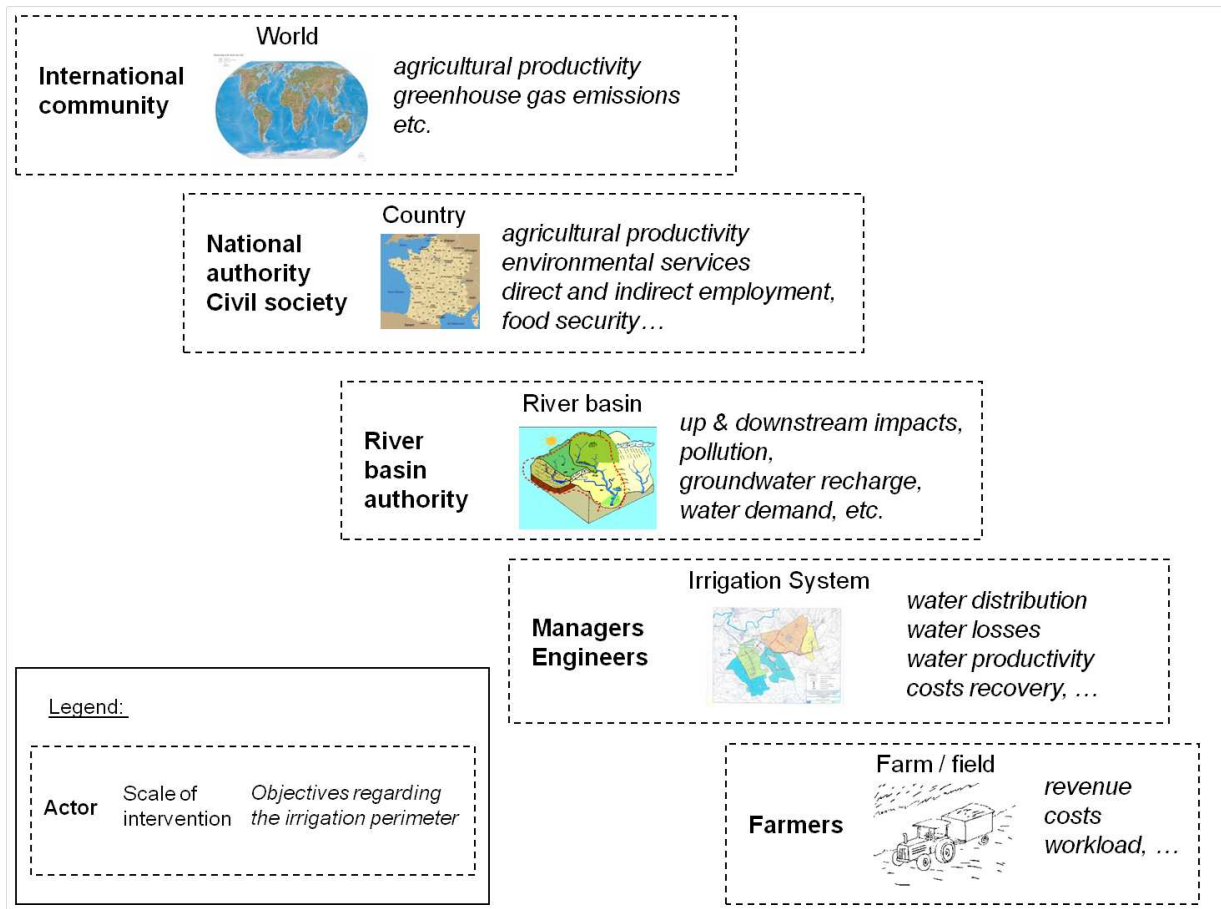 World
International
community
agricultural productivity
greenhouse gas emissions
etc.
Country
National
authority
Civil society
agricultural productivity
environmental services
direct and indirect employment,
food security…
River basin
River
basin
authority
up & downstream impacts,
pollution,
groundwater recharge,
water demand, etc.
Irrigation System
Managers
Engineers
water distribution
water losses
water productivity
costs recovery, …
Farm / field
Farmers
revenue
costs
workload, …
Legend:
Actor
Scale of
intervention
Objectives regarding
the irrigation perimeter